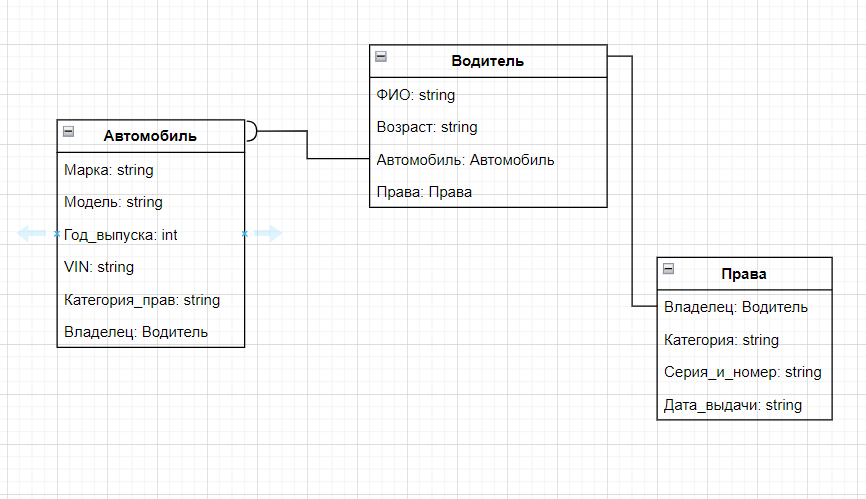 Водитель
ФИО: string
Возраст: string
Автомобиль: Автомобиль
Права: Права
Автомобиль
Марка: string
Модель: string
Год_выпуска: int
VIN: string
Категория_прав: string
Владелец: Водитель
Права
Владелец: Водитель
Категория: string
Серия_и_номер: string
Дата_выдачи: string